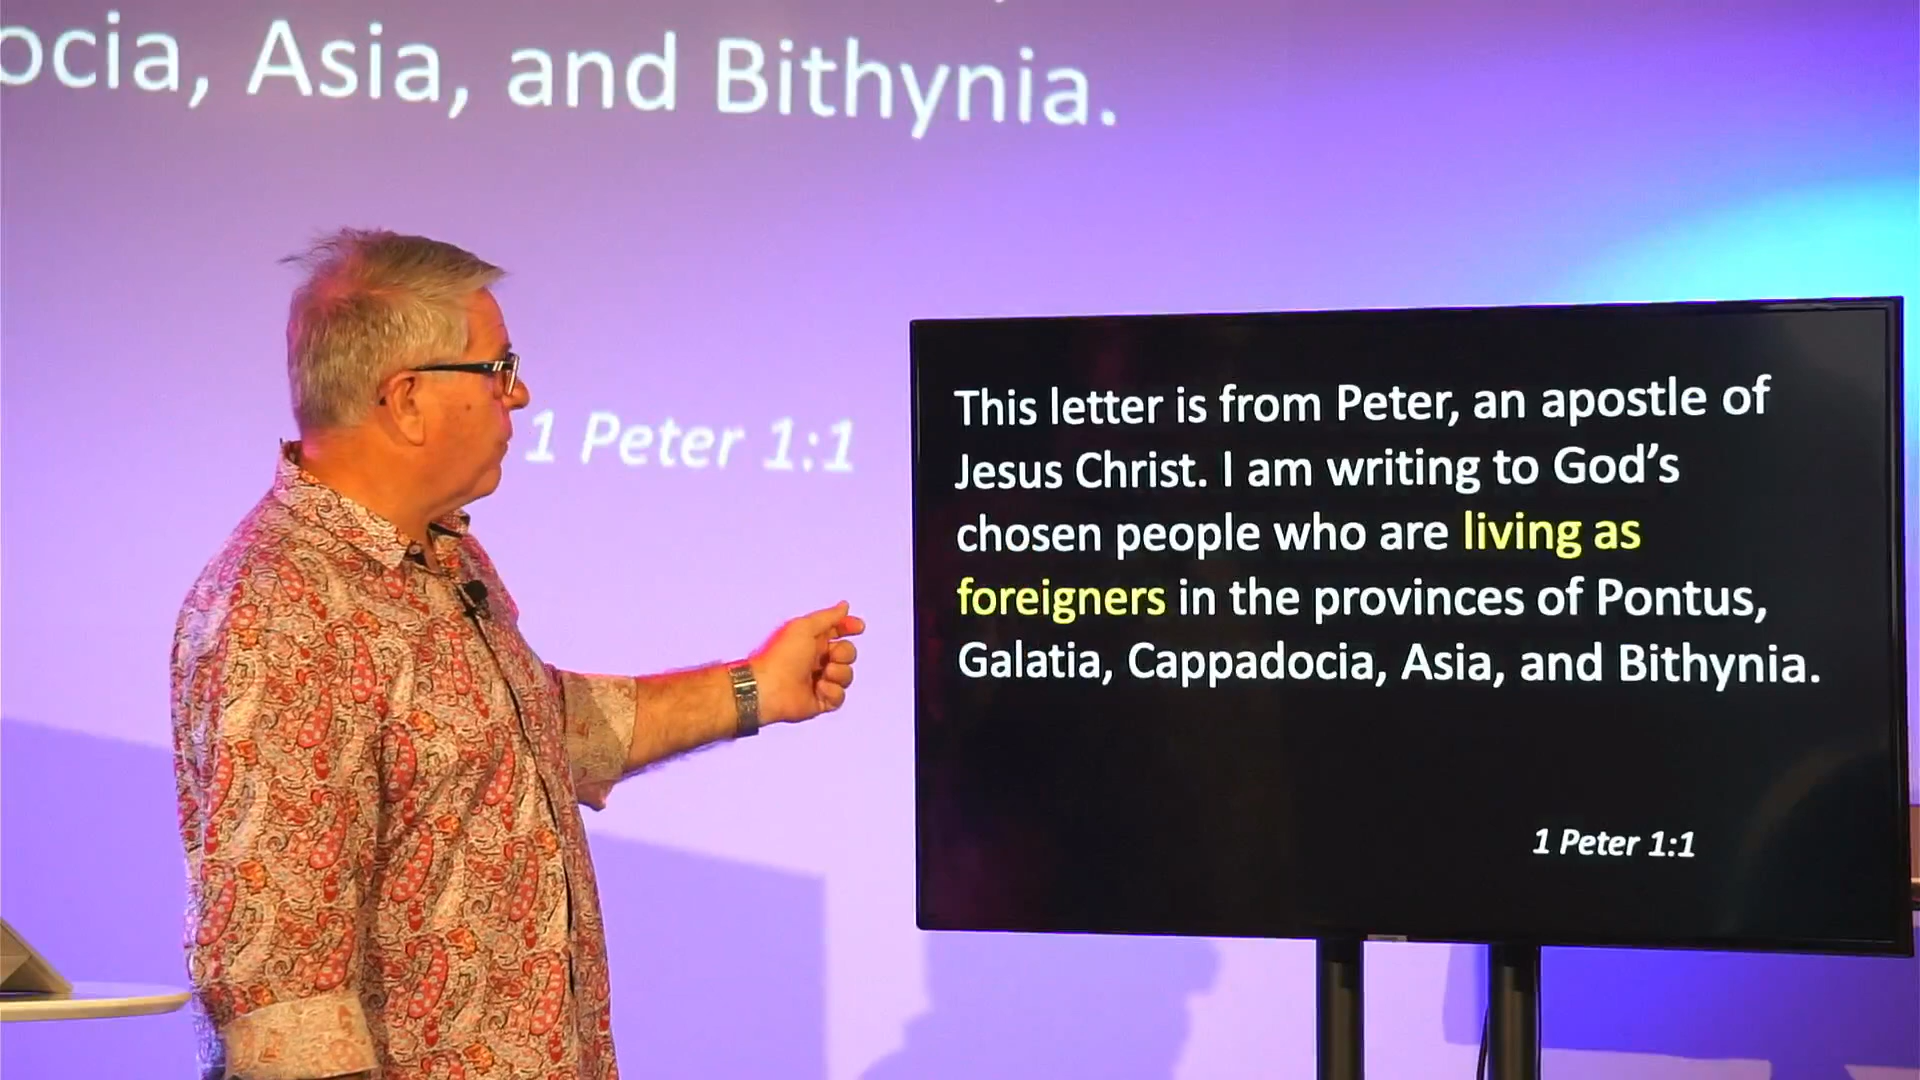 ocia, Asia, and Bithynia.
1 Peter 1:1
This letter is from Peter, an apostle of
Jesus Christ. I am writing to God’s
chosen people who are living as
foreigners in the provinces of Pontus,
Galatia, Cappadocia, Asia, and Bithynia.
1 Peter 1:1